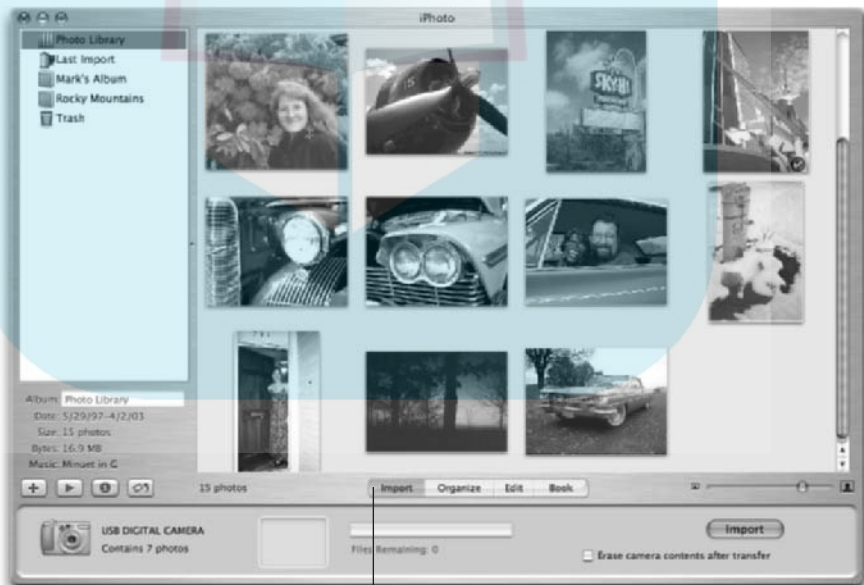 iPhoto
Photo Library
Last Import
Mark's Album
Rocky Mountains
Trash
SKY-HI
Album: Photo Library
Date: 5/29/97–4/2/03
Size: 15 photos
Bytes: 16.9 MB
Music: Minuet in G
15 photos
Import Organize Edit Book
USB DIGITAL CAMERA
Contains 7 photos
Files Remaining: 0
Import
Erase camera contents after transfer